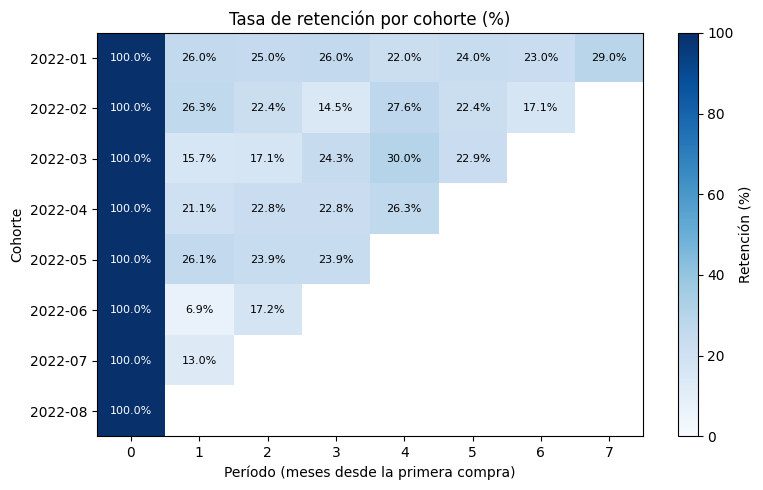 Tasa de retención por cohorte (%)
2022-01 100.0% 26.0% 25.0% 26.0% 22.0% 24.0% 23.0% 29.0%
2022-02 100.0% 26.3% 22.4% 14.5% 27.6% 22.4% 17.1%
2022-03 100.0% 15.7% 17.1% 24.3% 30.0% 22.9%
2022-04 100.0% 21.1% 22.8% 22.8% 26.3%
2022-05 100.0% 26.1% 23.9% 23.9%
2022-06 100.0% 6.9% 17.2%
2022-07 100.0% 13.0%
2022-08 100.0%
0 1 2 3 4 5 6 7
Período (meses desde la primera compra)
Cohorte
100
80
60
40
20
0
Retención (%)